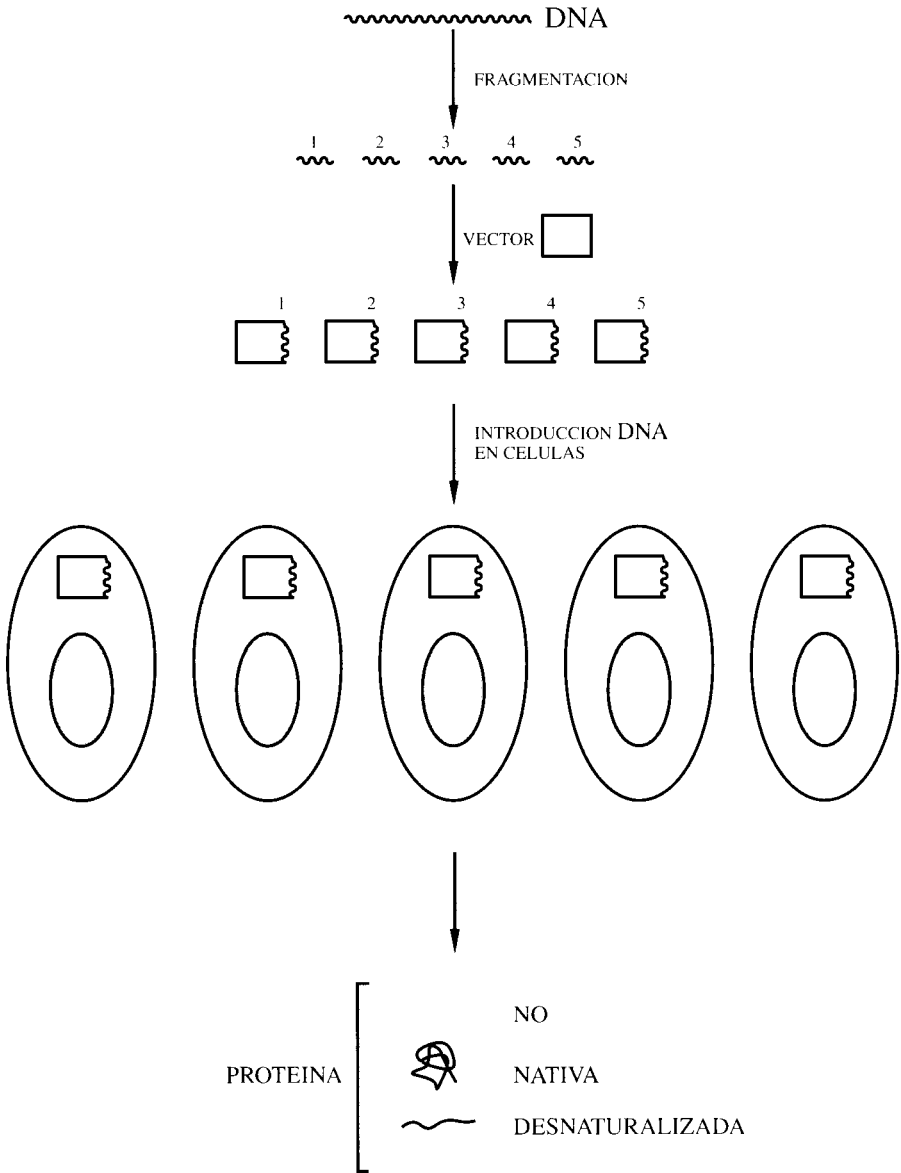 DNA
FRAGMENTACION
1 2 3 4 5
VECTOR
1 2 3 4 5
INTRODUCCION DNA
EN CELULAS
NO
PROTEINA NATIVA
DESNATURALIZADA